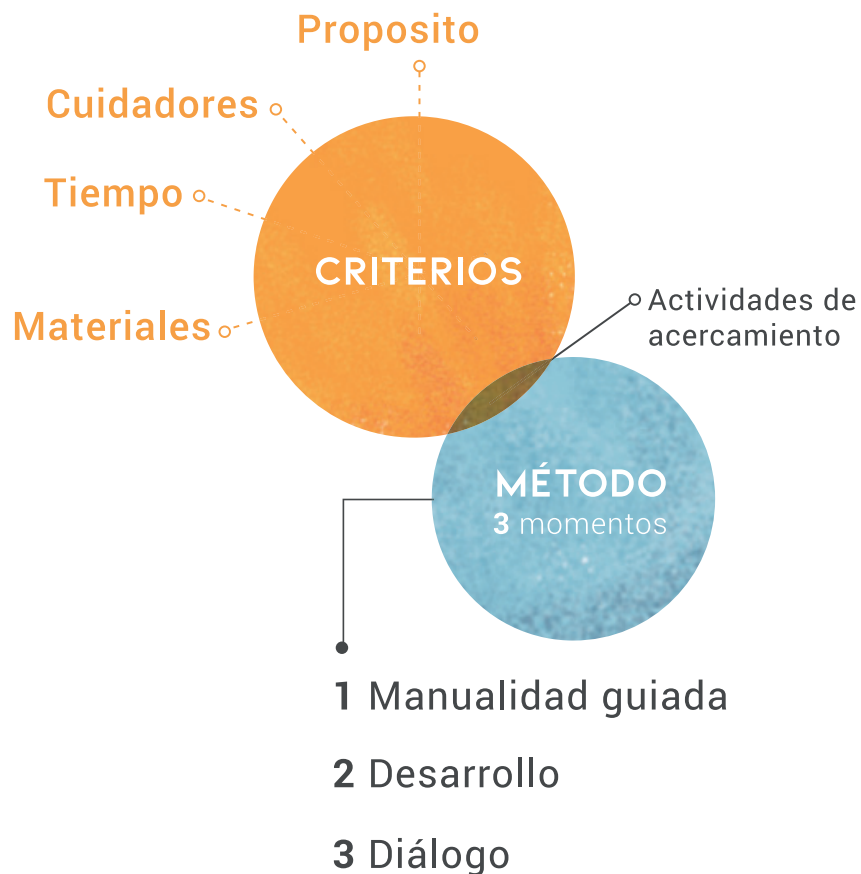 Proposito
Cuidadores
Tiempo
Materiales
CRITERIOS
Actividades de
acercamiento
MÉTODO
3 momentos
1 Manualidad guiada
2 Desarrollo
3 Diálogo